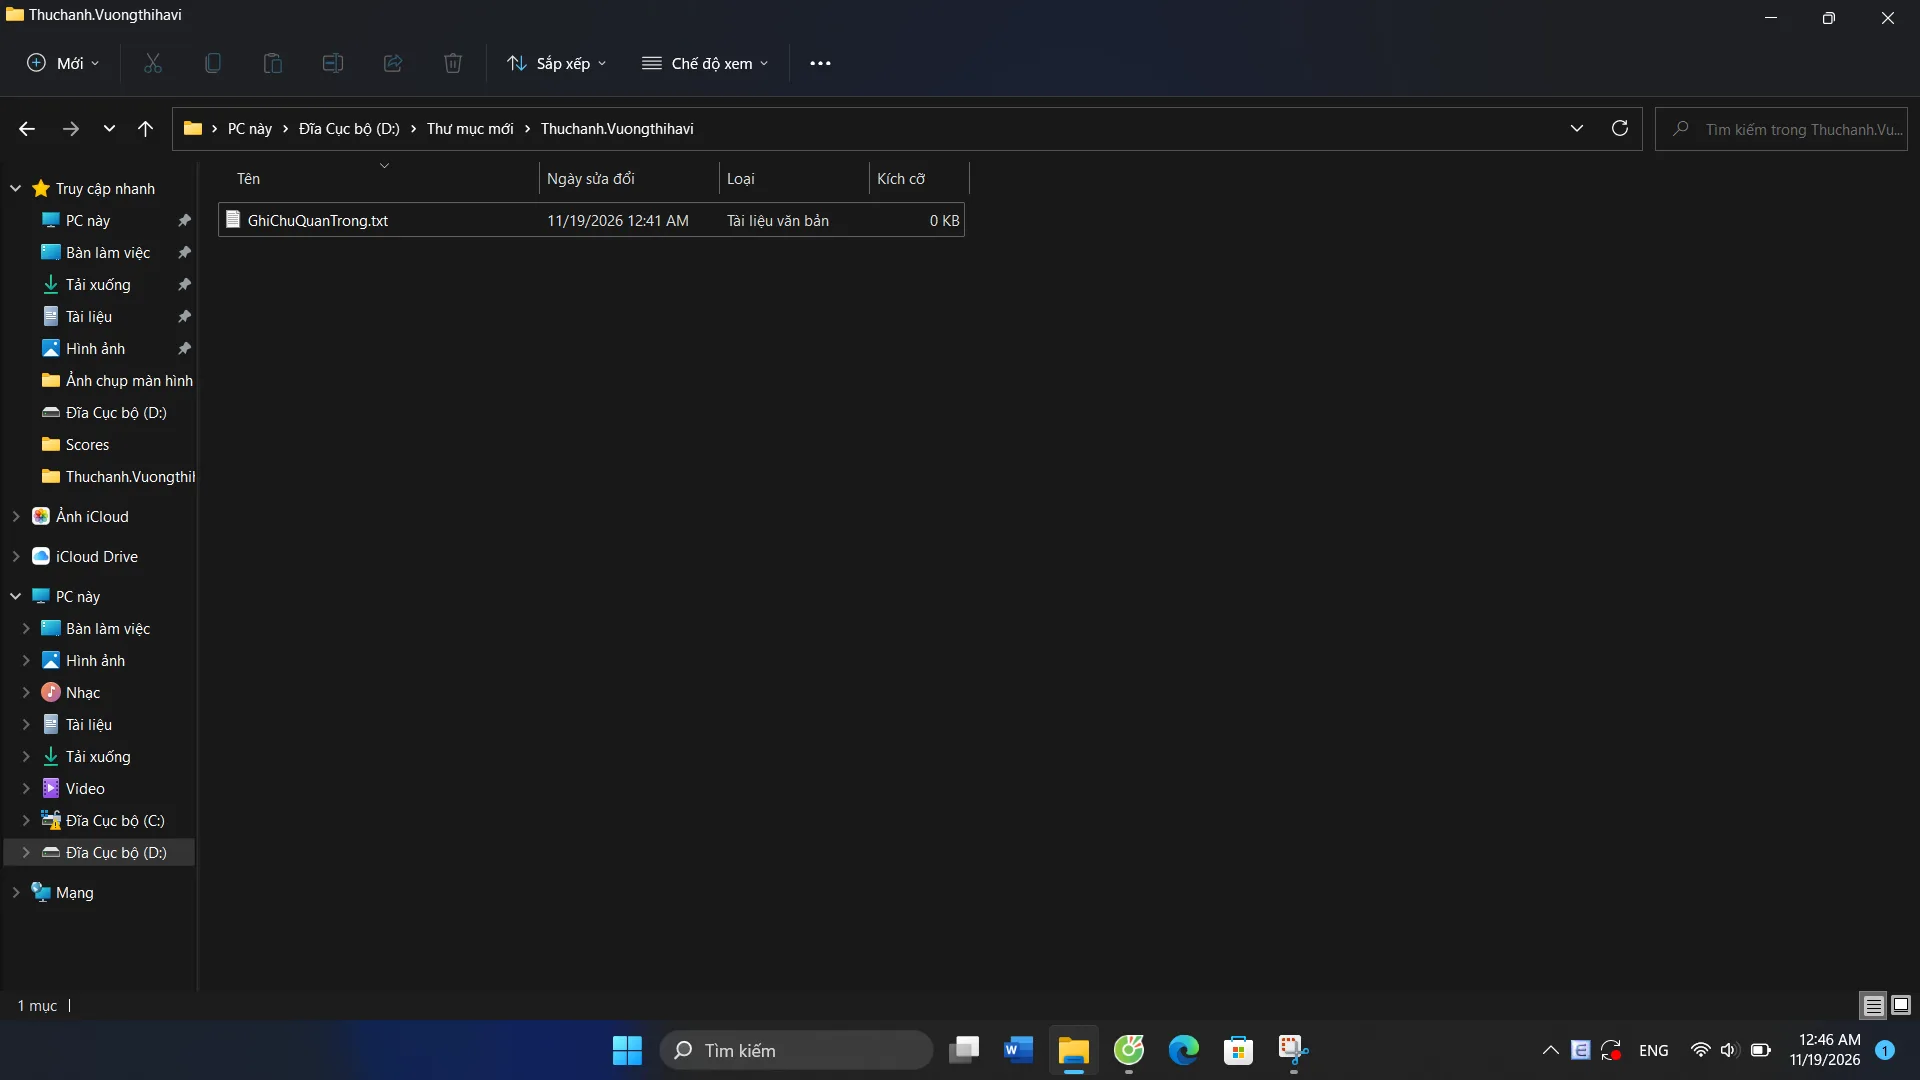 Thuchanh.Vuongthihavi
Mới
Sắp xếp
Chế độ xem
PC này
Đĩa Cục bộ (D:)
Thư mục mới
Thuchanh.Vuongthihavi
Tìm kiếm trong Thuchanh.Vu...
Tên
Ngày sửa đổi
Loại
Kích cỡ
GhiChuQuanTrong.txt
11/19/2026 12:41 AM
Tài liệu văn bản
0 KB
Truy cập nhanh
PC này
Bàn làm việc
Tải xuống
Tài liệu
Hình ảnh
Ảnh chụp màn hình
Đĩa Cục bộ (D:)
Scores
Thuchanh.Vuongthih
Ảnh iCloud
iCloud Drive
PC này
Bàn làm việc
Hình ảnh
Nhạc
Tài liệu
Tải xuống
Video
Đĩa Cục bộ (C:)
Đĩa Cục bộ (D:)
Mạng
1 mục
Tìm kiếm
ENG
12:46 AM
11/19/2026
1